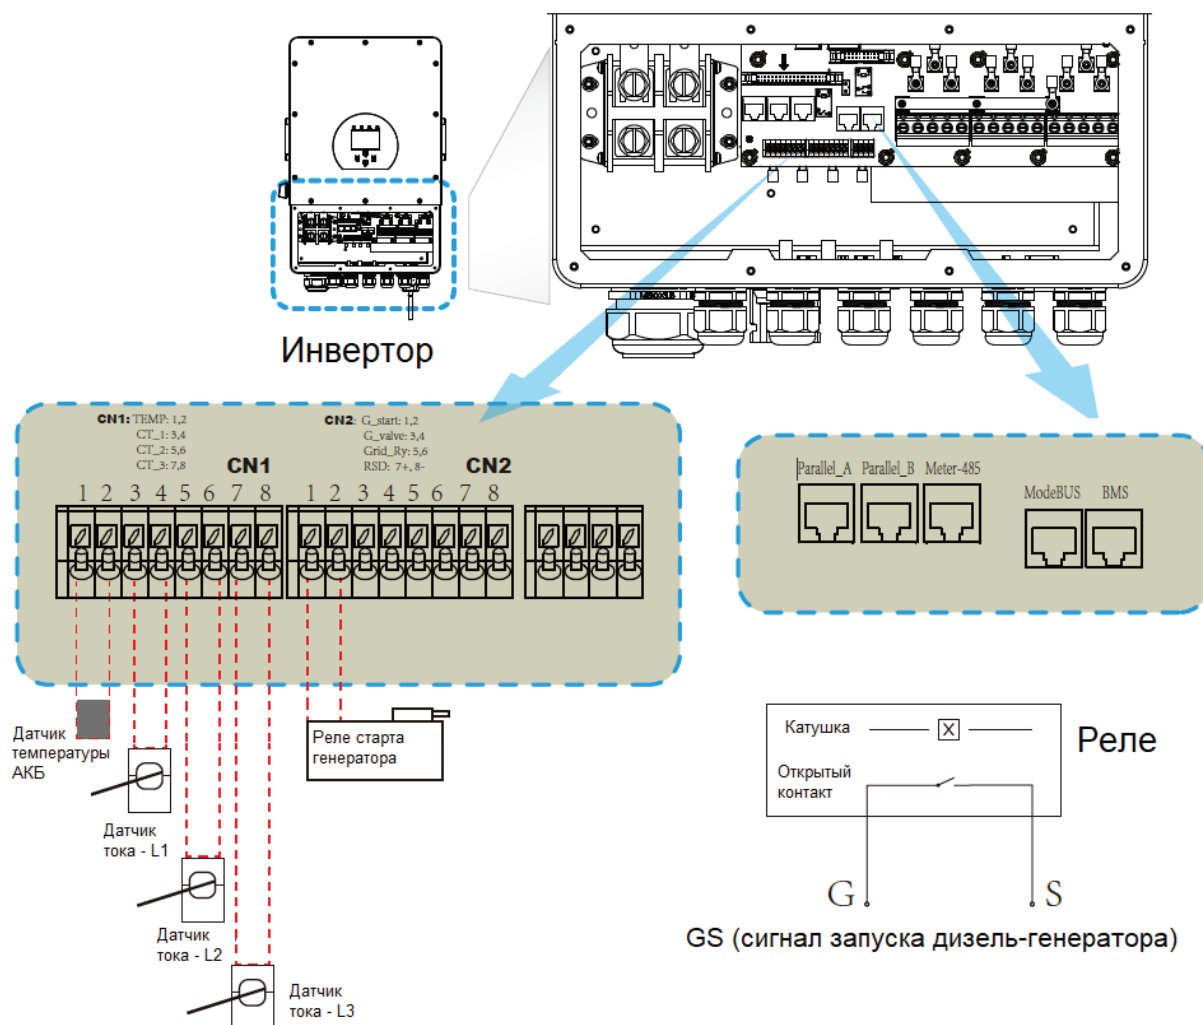 Инвертор
CN1: TEMP: 1,2
CT_1: 3,4
CT_2: 5,6
CT_3: 7,8
CN1
CN2: G_start: 1,2
G_valve: 3,4
Grid_Ry: 5,6
RSD: 7+, 8-
CN2
1 2 3 4 5 6 7 8
1 2 3 4 5 6 7 8
Parallel_A Parallel_B Meter-485
ModeBUS BMS
Датчик
температуры
АКБ
Реле старта
генератора
Датчик
тока - L1
Датчик
тока - L2
Датчик
тока - L3
Катушка
X
Реле
Открытый
контакт
G S
GS (сигнал запуска дизель-генератора)